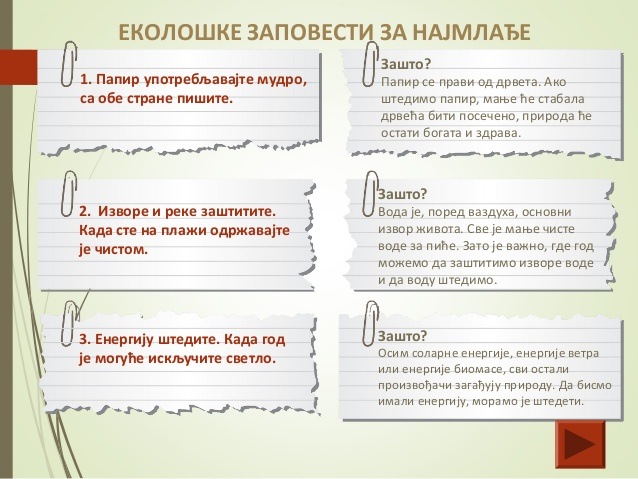 ЕКОЛОШКЕ ЗАПОВЕСТИ ЗА НАЈМЛАЂЕ
1. Папир употребљавајте мудро,
са обе стране пишите.
Зашто?
Папир се прави од дрвета. Ако
штедимо папир, мање ће стабала
дрвећа бити посечено, природа ће
остати богата и здрава.
2. Изворе и реке заштитите.
Када сте на плажи одржавајте
је чистом.
Зашто?
Вода је, поред ваздуха, основни
извор живота. Све је мање чисте
воде за пиће. Зато је важно, где год
можемо да заштитимо изворе воде
и да воду штедимо.
3. Енергију штедите. Када год
је могуће искључите светло.
Зашто?
Осим соларне енергије, енергије ветра
или енергије биомасе, сви остали
произвођачи загађују природу. Да бисмо
имали енергију, морамо је штедети.